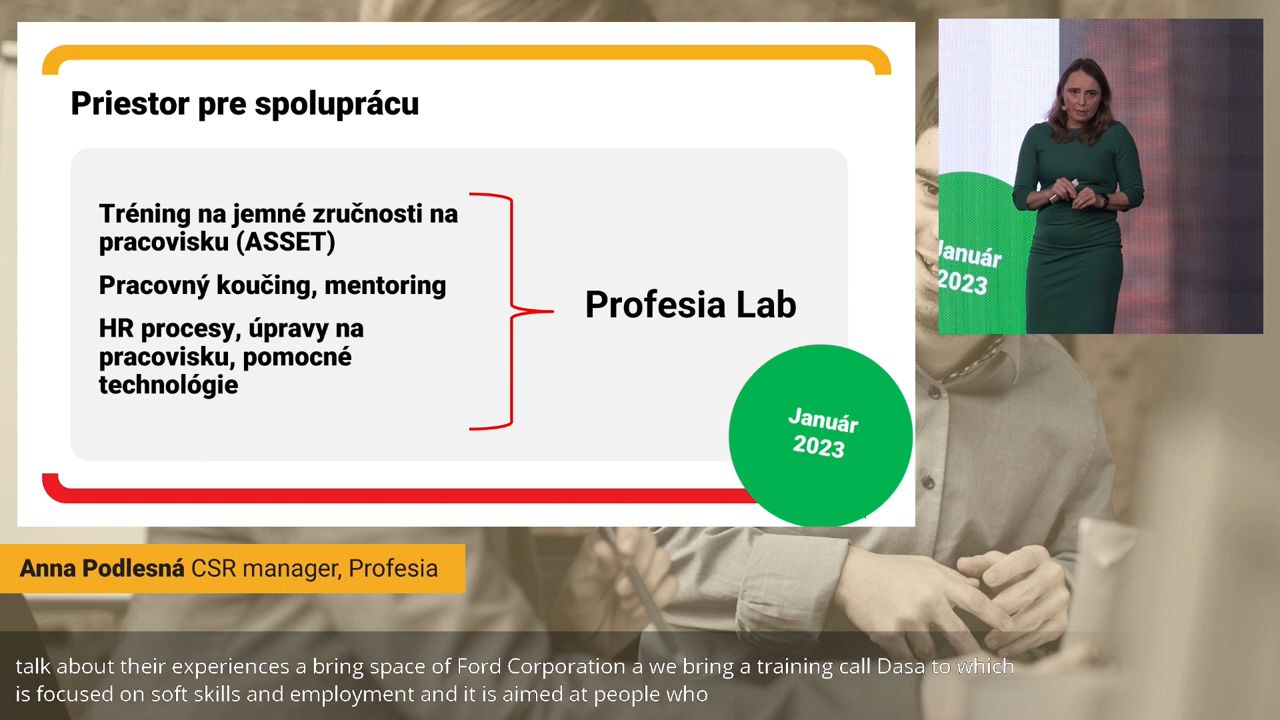 Priestor pre spoluprácu
Tréning na jemné zručnosti na
pracovisku (ASSET)
Pracovný koučing, mentoring
HR procesy, úpravy na
pracovisku, pomocné
technológie
Profesia Lab
Január
2023
Január
2023
Anna Podlesná CSR manager, Profesia
talk about their experiences a bring space of Ford Corporation a we bring a training call Dasa to which
is focused on soft skills and employment and it is aimed at people who